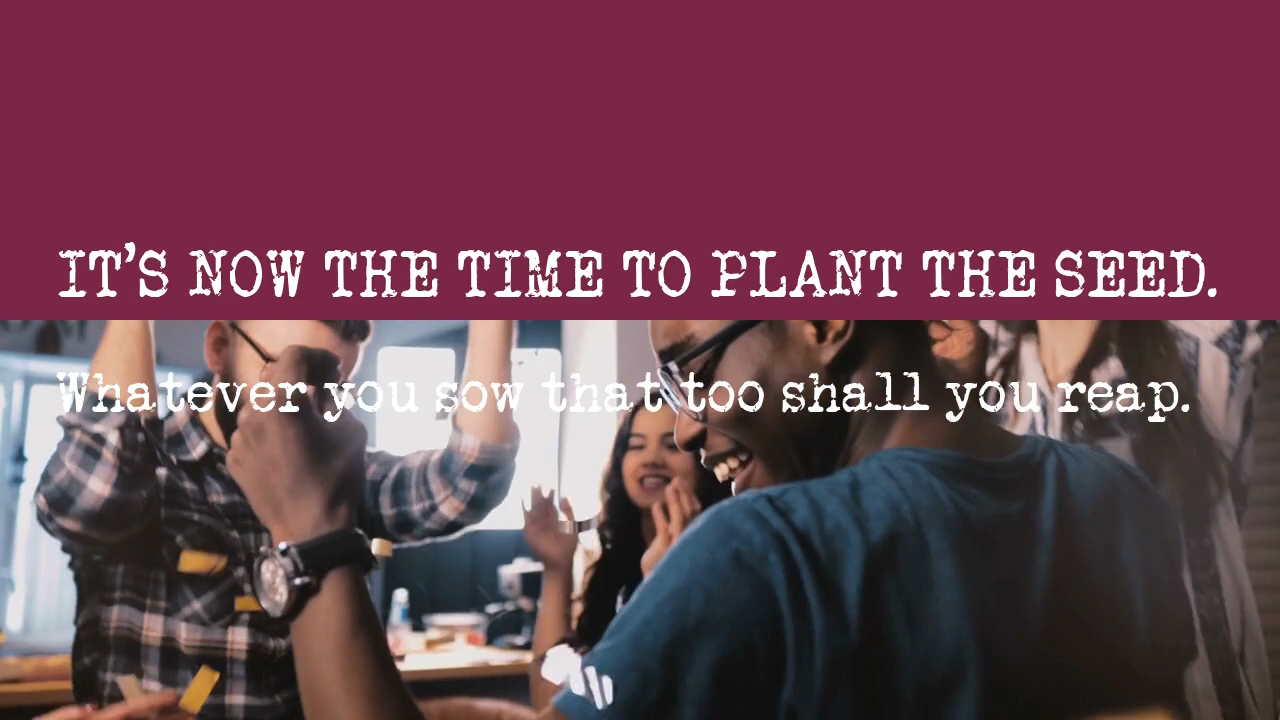 IT’S NOW THE TIME TO PLANT THE SEED.
Whatever you sow that too shall you reap.